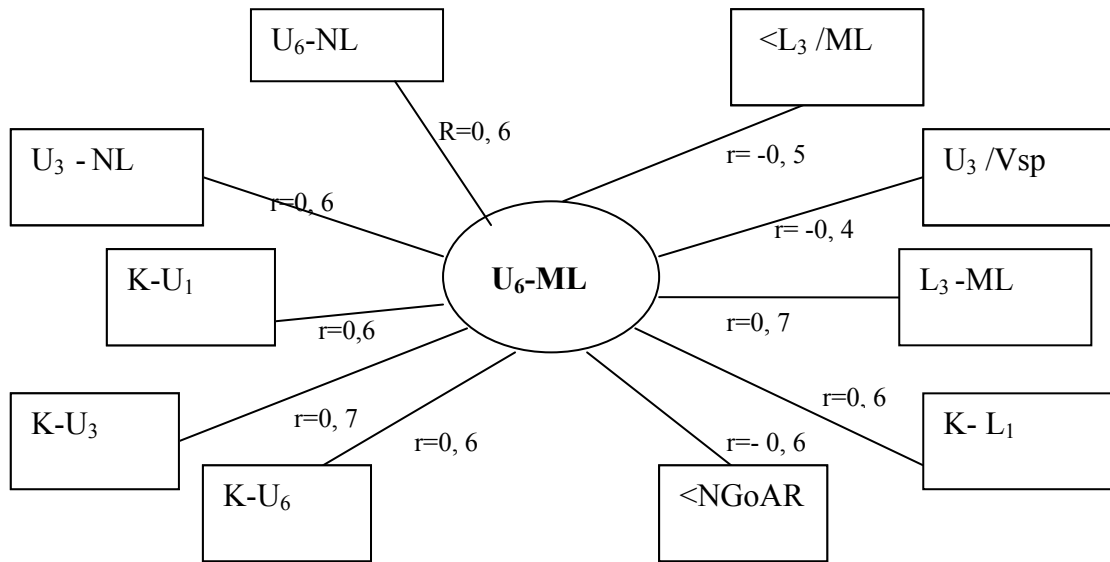 U₆-NL
<L₃ /ML
R=0, 6
r= -0, 5
U₃ - NL
U₃ /Vsp
r=0, 6
r= -0, 4
U₆-ML
K-U₁
L₃ -ML
r=0,6
r=0, 7
K-U₃
r=0, 7
r=0, 6
K- L₁
r=0, 6
r=- 0, 6
K-U₆
<NGoAR